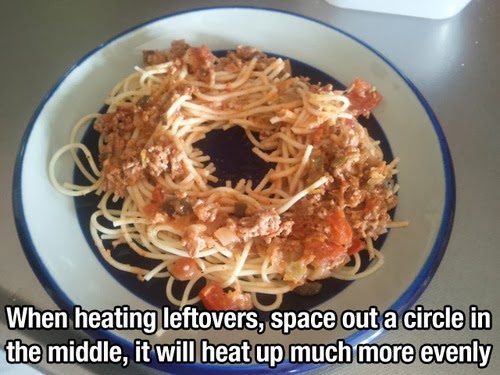 When heating leftovers, space out a circle in
the middle, it will heat up much more evenly